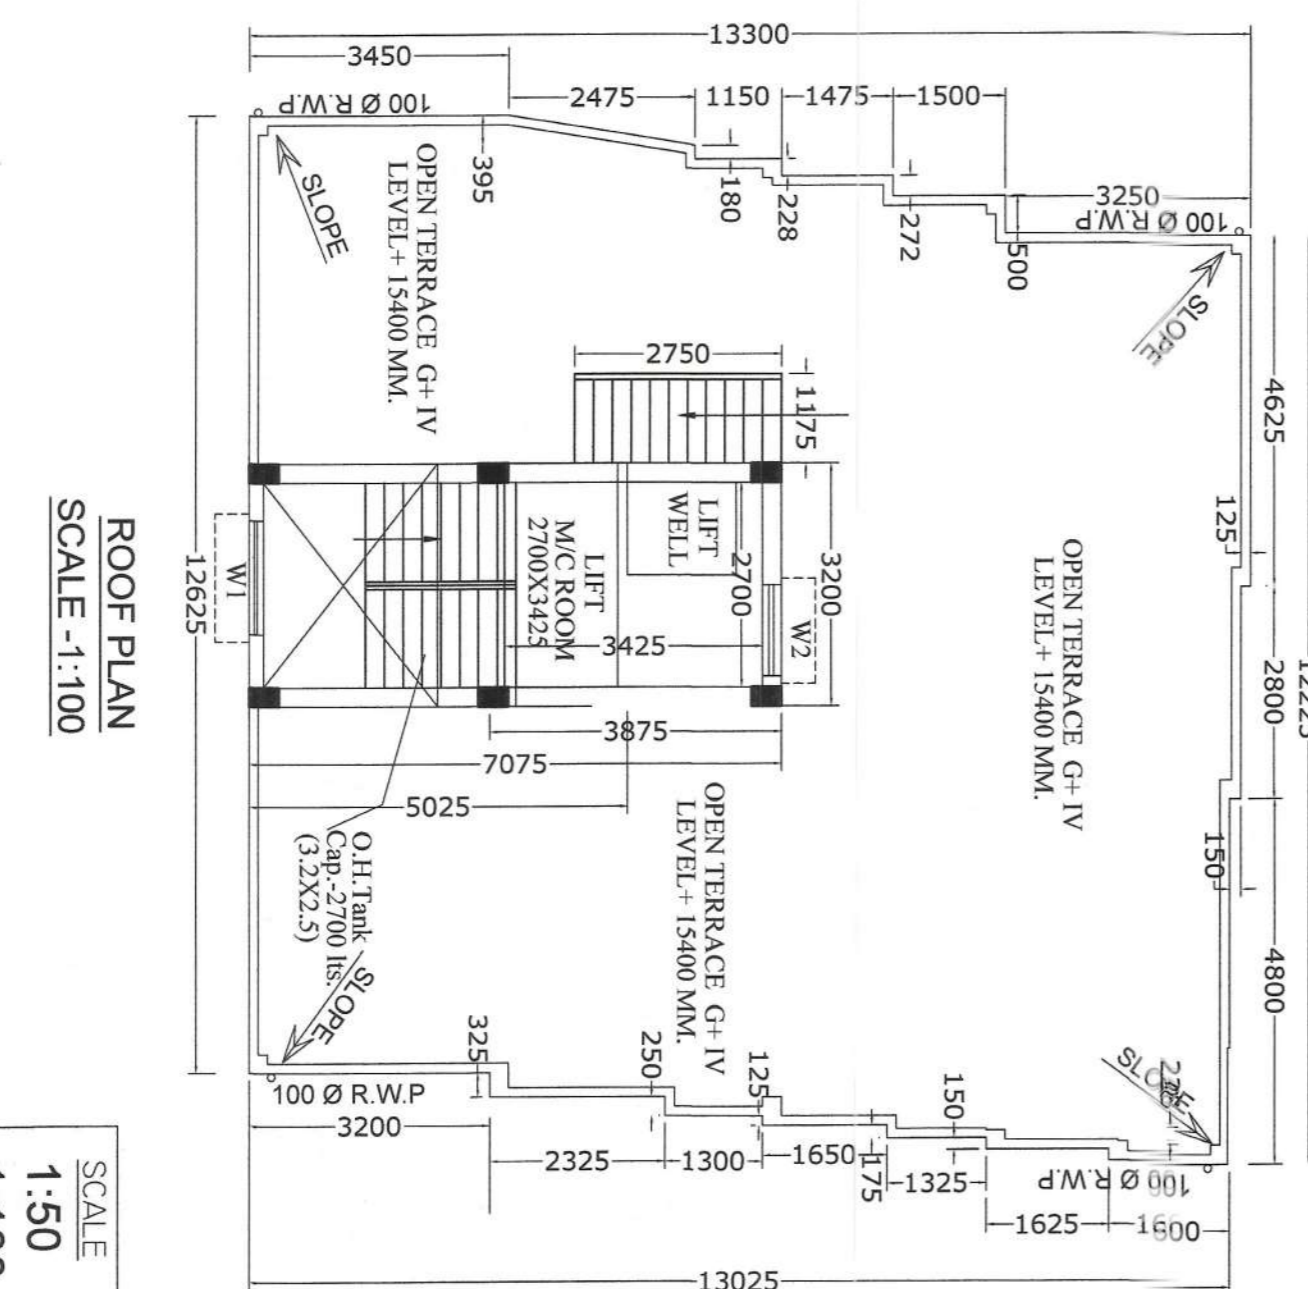 13300
3450
2475
1150
1475
1500
3250
100 Ø R.W.P
100 Ø R.W.P
395
180
228
272
500
SLOPE
SLOPE
OPEN TERRACE G+ IV
LEVEL+ 15400 MM.
2750
1175
4625
125
2800
150
4800
12225
OPEN TERRACE G+ IV
LEVEL+ 15400 MM.
LIFT
WELL
LIFT
M/C ROOM
2700X3425
2700
3200
3425
W1
W2
12625
3875
7075
5025
OPEN TERRACE G+ IV
LEVEL+ 15400 MM.
O.H.Tank
Cap.-2700 lts.
(3.2X2.5)
SLOPE
SLOPE
325
250
125
150
175
100 Ø R.W.P
100 Ø R.W.P
3200
2325
1300
1650
1325
1625
1600
13025
ROOF PLAN
SCALE -1:100
SCALE
1:50